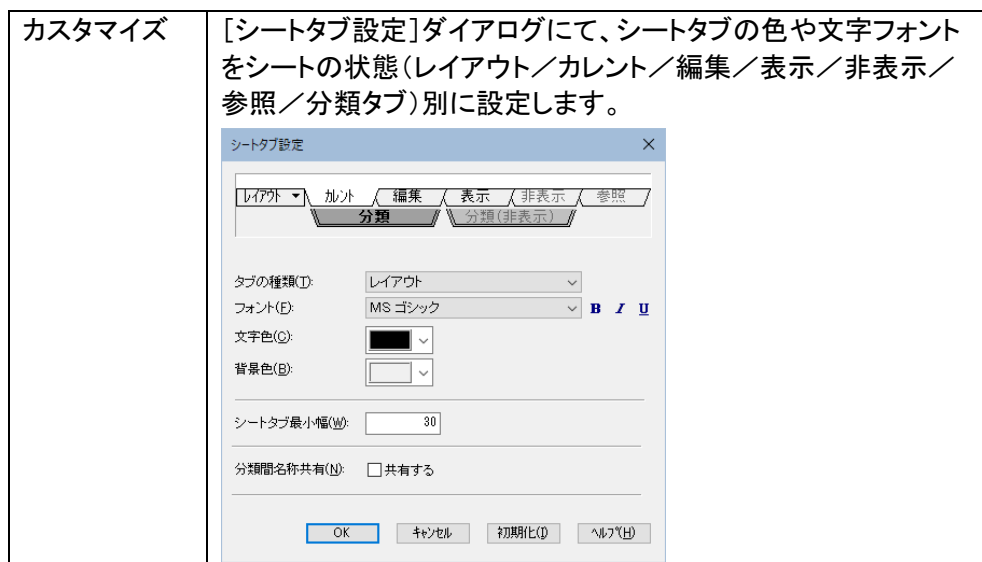 カスタマイズ
[シートタブ設定]ダイアログにて、シートタブの色や文字フォント
をシートの状態(レイアウト／カレント／編集／表示／非表示／
参照／分類タブ)別に設定します。
シートタブ設定
ﾚｲｱｳﾄ ｶﾚﾝﾄ 編集 表示 非表示 参照
分類 分類(非表示)
タブの種類(T): レイアウト
フォント(F): MS ゴシック B I U
文字色(C):
背景色(B):
シートタブ最小幅(W): 30
分類間名称共有(N): 共有する
OK ｷｬﾝｾﾙ 初期化(I) ﾍﾙﾌﾟ(H)